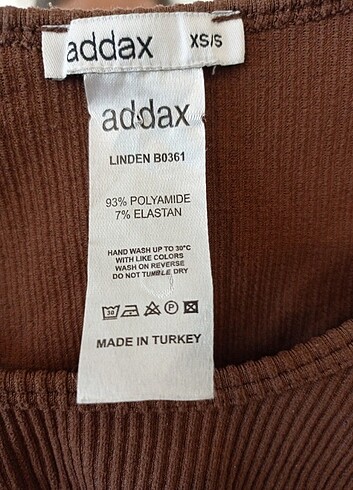 addax
XS/S
addax
LINDEN B0361
93% POLYAMIDE
7% ELASTAN
HAND WASH UP TO 30°C
WITH LIKE COLORS
WASH ON REVERSE
DO NOT TUMBLE DRY
30 P
MADE IN TURKEY